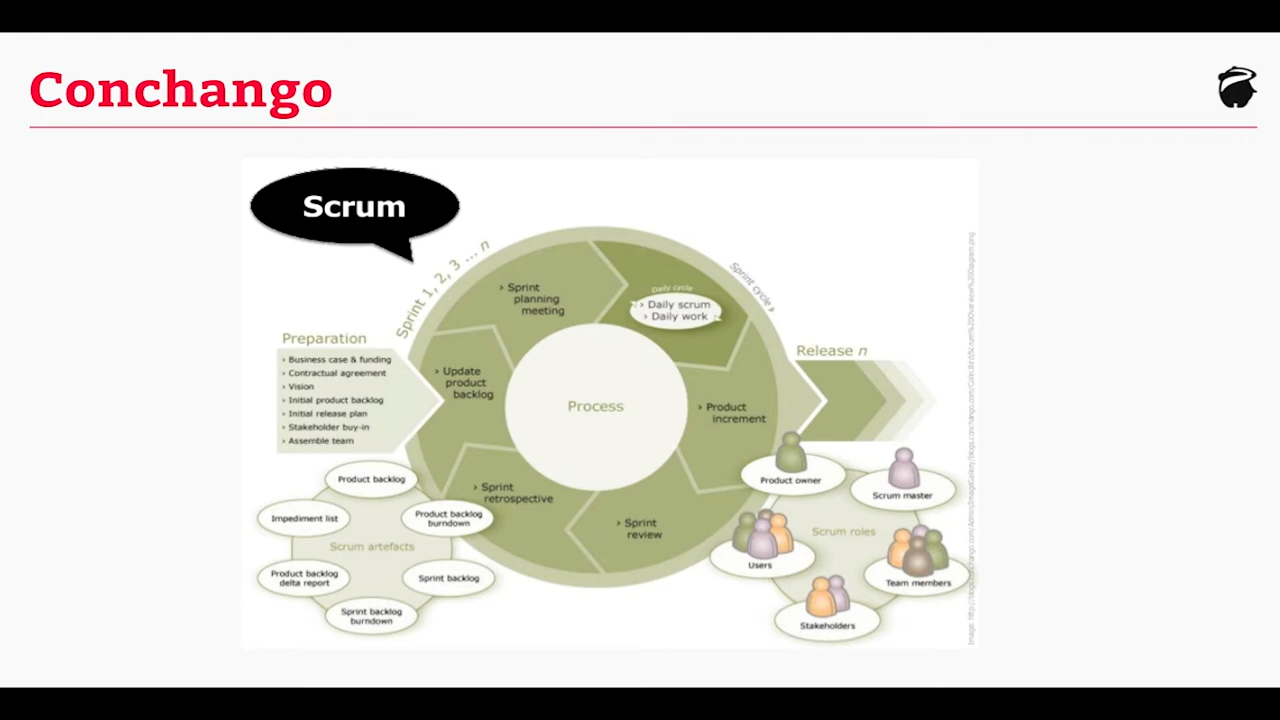 Conchango
Scrum
Sprint 1, 2, 3 ... n
Sprint cycle
Daily cycle
› Daily scrum
› Daily work
› Sprint
planning
meeting
Preparation
› Business case & funding
› Contractual agreement
› Vision
› Initial product backlog
› Initial release plan
› Stakeholder buy-in
› Assemble team
› Update
product
backlog
Process
› Product
increment
Release n
› Sprint
retrospective
› Sprint
review
Product backlog
Impediment list
Product backlog
burndown
Scrum artefacts
Product backlog
delta report
Sprint backlog
Sprint backlog
burndown
Product owner
Scrum master
Scrum roles
Users
Team members
Stakeholders